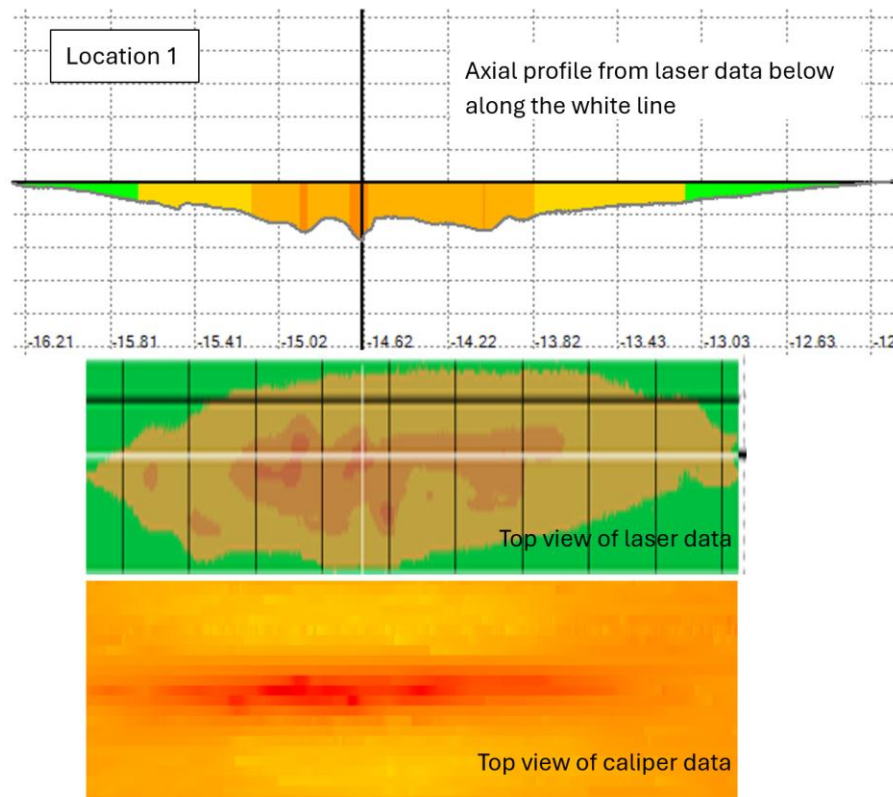 Location 1
Axial profile from laser data below
along the white line
-16.21 -15.81 -15.41 -15.02 -14.62 -14.22 -13.82 -13.43 -13.03 -12.63 -12
Top view of laser data
Top view of caliper data